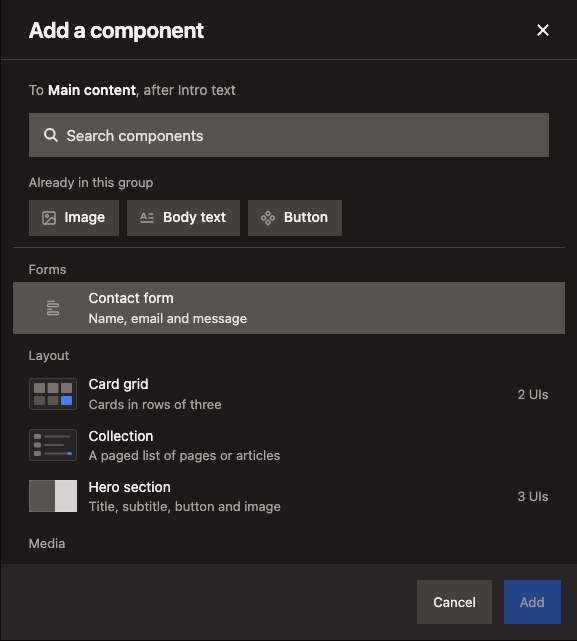 Add a component
To Main content, after Intro text
Search components
Already in this group
Image
Body text
Button
Forms
Contact form
Name, email and message
Layout
Card grid
Cards in rows of three
2 UIs
Collection
A paged list of pages or articles
Hero section
Title, subtitle, button and image
3 UIs
Media
Cancel
Add